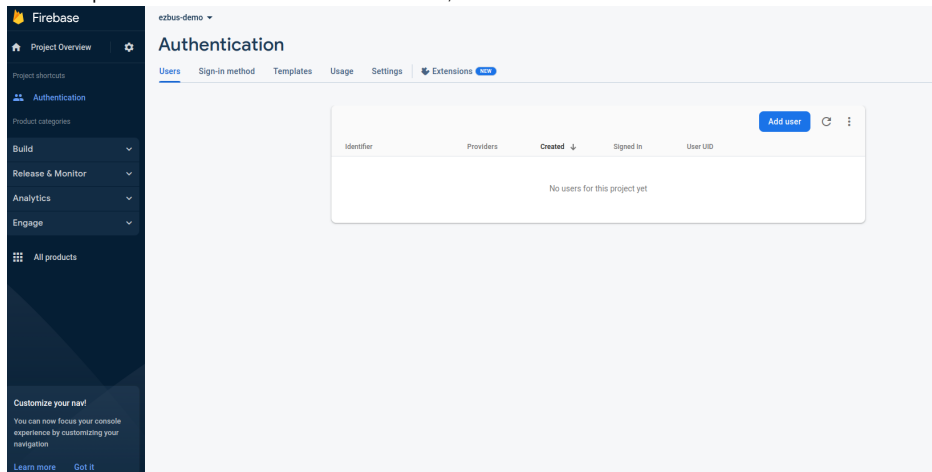 Firebase
ezbus-demo
Project Overview
Authentication
Users Sign-in method Templates Usage Settings Extensions NEW
Project shortcuts
Authentication
Product categories
Build
Release & Monitor
Analytics
Engage
All products
Add user
Identifier Providers Created Signed In User UID
No users for this project yet
Customize your nav!
You can now focus your console
experience by customizing your
navigation
Learn more Got it